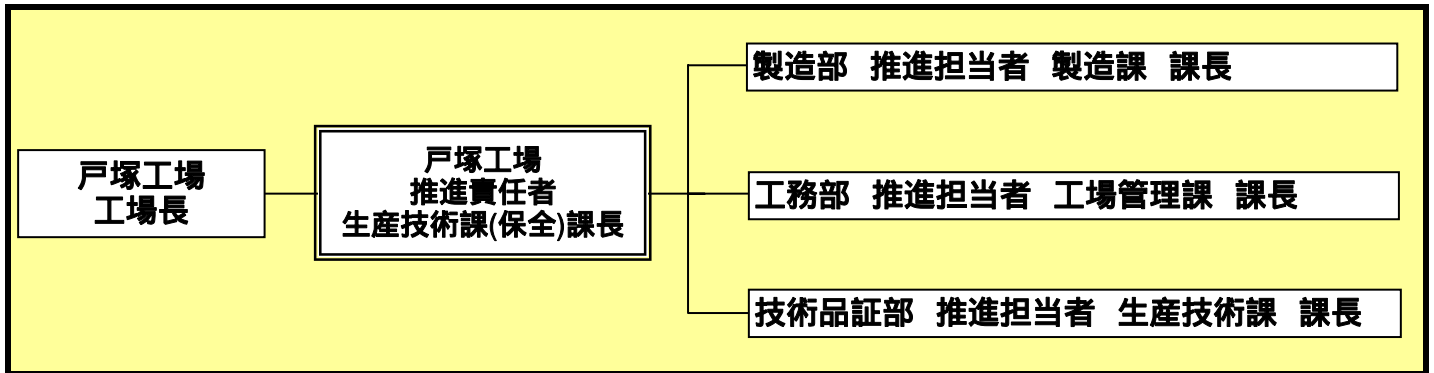 戸塚工場
工場長
戸塚工場
推進責任者
生産技術課(保全)課長
製造部　推進担当者　製造課　課長
工務部　推進担当者　工場管理課　課長
技術品証部　推進担当者　生産技術課　課長